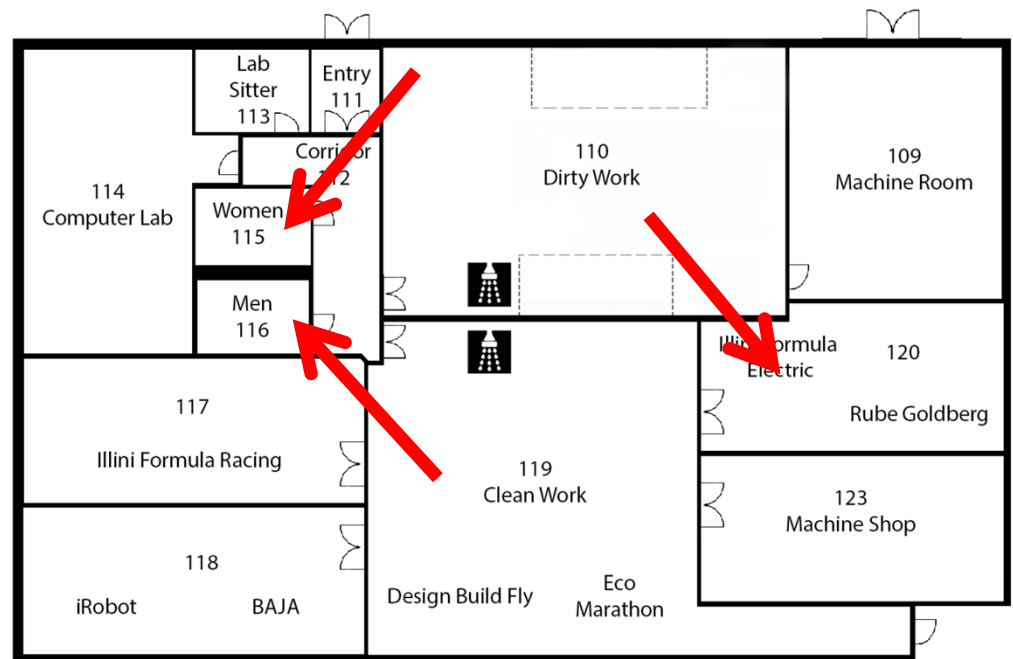 Lab
Sitter
113
Entry
111
Corridor
112
114
Computer Lab
Women
115
Men
116
110
Dirty Work
109
Machine Room
Illini Formula
Electric
120
Rube Goldberg
117
Illini Formula Racing
119
Clean Work
123
Machine Shop
118
iRobot
BAJA
Design Build Fly
Eco
Marathon